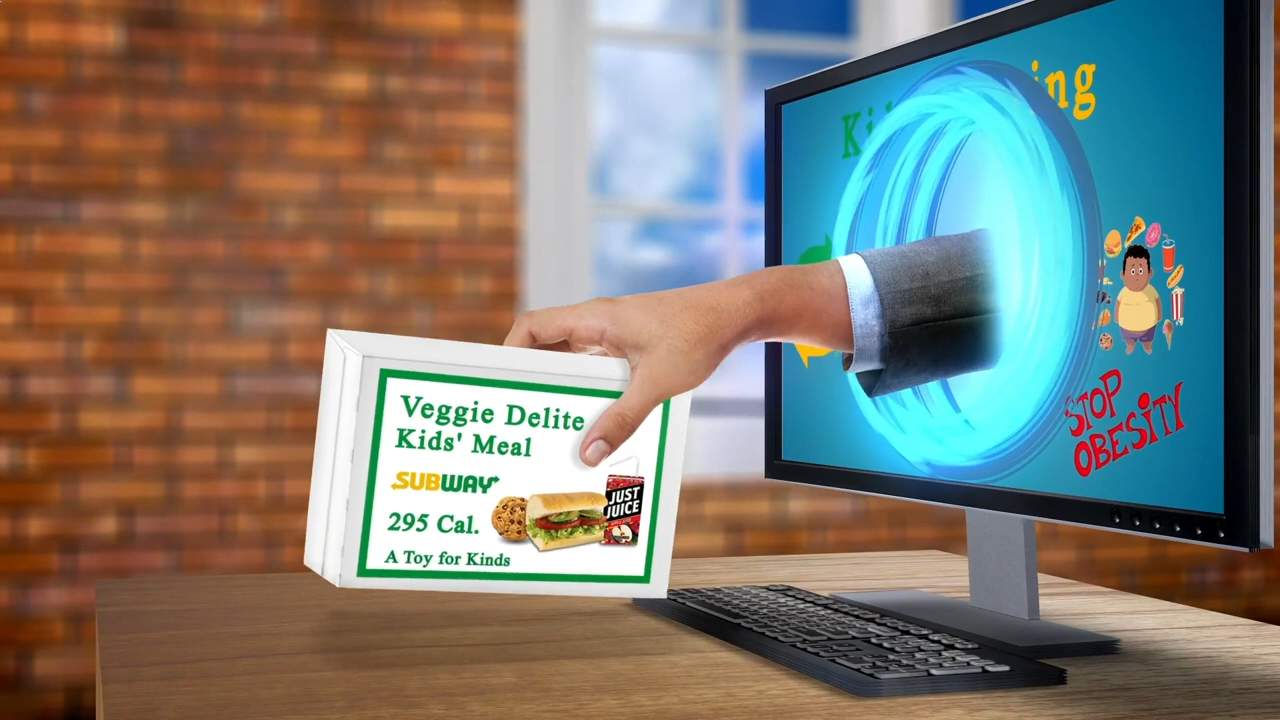 Veggie Delite
Kids' Meal
SUBWAY
295 Cal.
A Toy for Kinds
JUST
JUICE
STOP
OBESITY